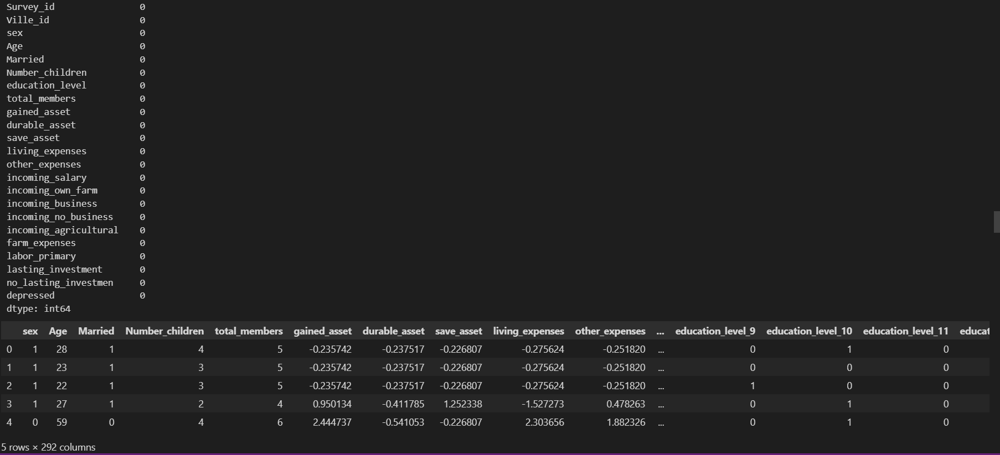 Survey_id 0
Ville_id 0
sex 0
Age 0
Married 0
Number_children 0
education_level 0
total_members 0
gained_asset 0
durable_asset 0
save_asset 0
living_expenses 0
other_expenses 0
incoming_salary 0
incoming_own_farm 0
incoming_business 0
incoming_no_business 0
incoming_agricultural 0
farm_expenses 0
labor_primary 0
lasting_investment 0
no_lasting_investmen 0
depressed 0
dtype: int64
sex Age Married Number_children total_members gained_asset durable_asset save_asset living_expenses other_expenses ... education_level_9 education_level_10 education_level_11 educat
0 1 28 1 4 5 -0.235742 -0.237517 -0.226807 -0.275624 -0.251820 ... 0 1 0
1 1 23 1 3 5 -0.235742 -0.237517 -0.226807 -0.275624 -0.251820 ... 0 0 0
2 1 22 1 3 5 -0.235742 -0.237517 -0.226807 -0.275624 -0.251820 ... 1 0 0
3 1 27 1 2 4 0.950134 -0.411785 1.252338 -1.527273 0.478263 ... 0 1 0
4 0 59 0 4 6 2.444737 -0.541053 -0.226807 2.303656 1.882326 ... 0 1 0
5 rows × 292 columns